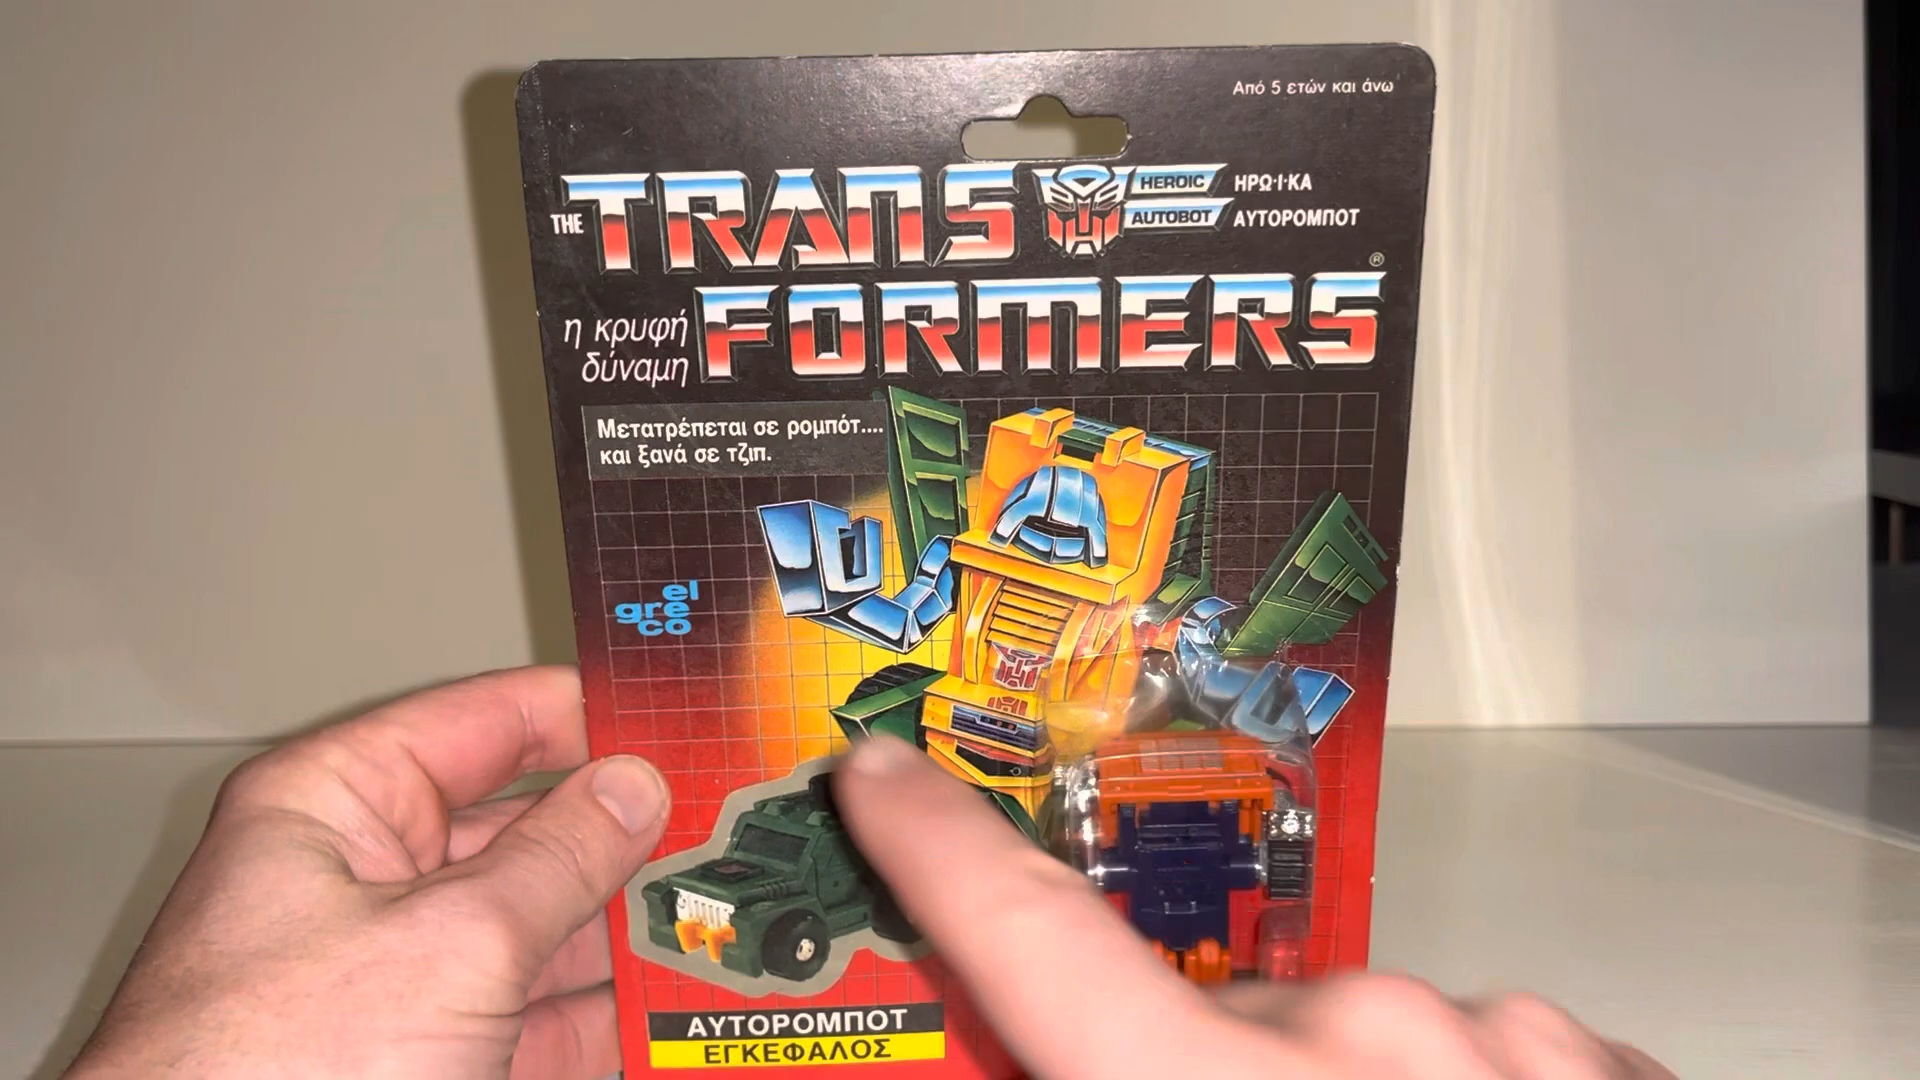 Από 5 ετών και άνω
THE TRANS HEROIC ΗΡΩ·Ι·ΚΑ
AUTOBOT ΑΥΤΟΡΟΜΠΟΤ
η κρυφή FORMERS ®
δύναμη
Μετατρέπεται σε ρομπότ....
και ξανά σε τζιπ.
el
gre
co
ΑΥΤΟΡΟΜΠΟΤ
ΕΓΚΕΦΑΛΟΣ